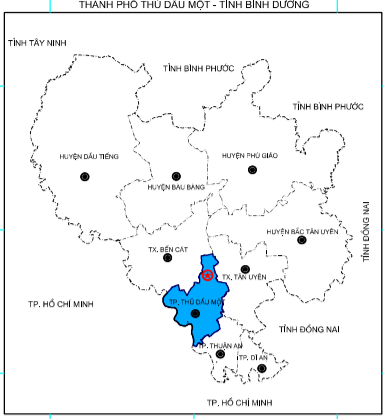 THÀNH PHỐ THỦ DẦU MỘT - TỈNH BÌNH DƯƠNG
TỈNH TÂY NINH
TỈNH BÌNH PHƯỚC
TỈNH BÌNH PHƯỚC
HUYỆN DẦU TIẾNG
HUYỆN PHÚ GIÁO
HUYỆN BÀU BÀNG
HUYỆN BẮC TÂN UYÊN
TỈNH ĐỒNG NAI
TX. BẾN CÁT
TX. TÂN UYÊN
TP. HỒ CHÍ MINH
TP. THỦ DẦU MỘT
TỈNH ĐỒNG NAI
TP. THUẬN AN
TP. DĨ AN
TP. HỒ CHÍ MINH